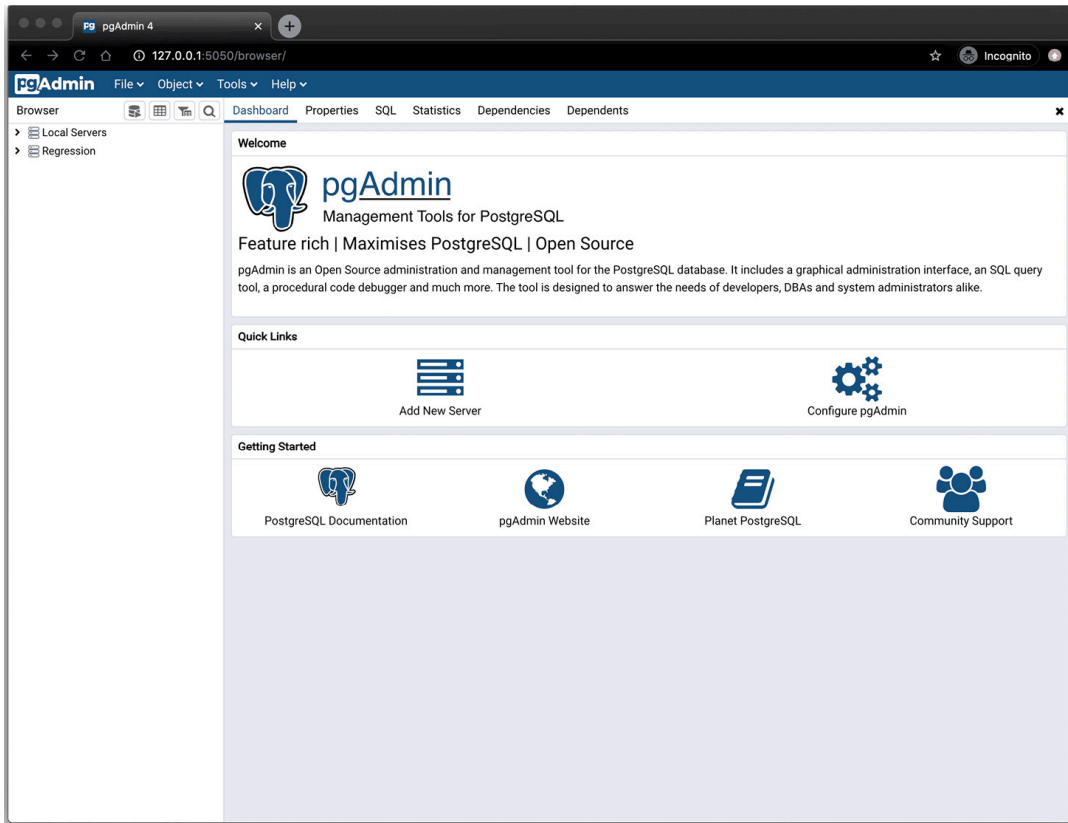 pgAdmin 4
127.0.0.1:5050/browser/
Incognito
pgAdmin File Object Tools Help
Browser
Dashboard Properties SQL Statistics Dependencies Dependents
Local Servers
Regression
Welcome
pgAdmin
Management Tools for PostgreSQL
Feature rich | Maximises PostgreSQL | Open Source
pgAdmin is an Open Source administration and management tool for the PostgreSQL database. It includes a graphical administration interface, an SQL query
tool, a procedural code debugger and much more. The tool is designed to answer the needs of developers, DBAs and system administrators alike.
Quick Links
Add New Server
Configure pgAdmin
Getting Started
PostgreSQL Documentation
pgAdmin Website
Planet PostgreSQL
Community Support